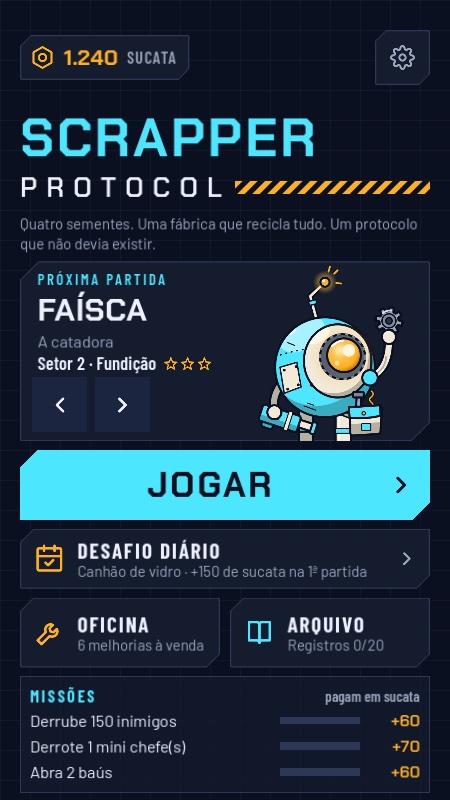 1.240 SUCATA
SCRAPPER
PROTOCOL
Quatro sementes. Uma fábrica que recicla tudo. Um protocolo
que não devia existir.
PRÓXIMA PARTIDA
FAÍSCA
A catadora
Setor 2 · Fundição
JOGAR
DESAFIO DIÁRIO
Canhão de vidro · +150 de sucata na 1ª partida
OFICINA
6 melhorias à venda
ARQUIVO
Registros 0/20
MISSÕES pagam em sucata
Derrube 150 inimigos +60
Derrote 1 mini chefe(s) +70
Abra 2 baús +60